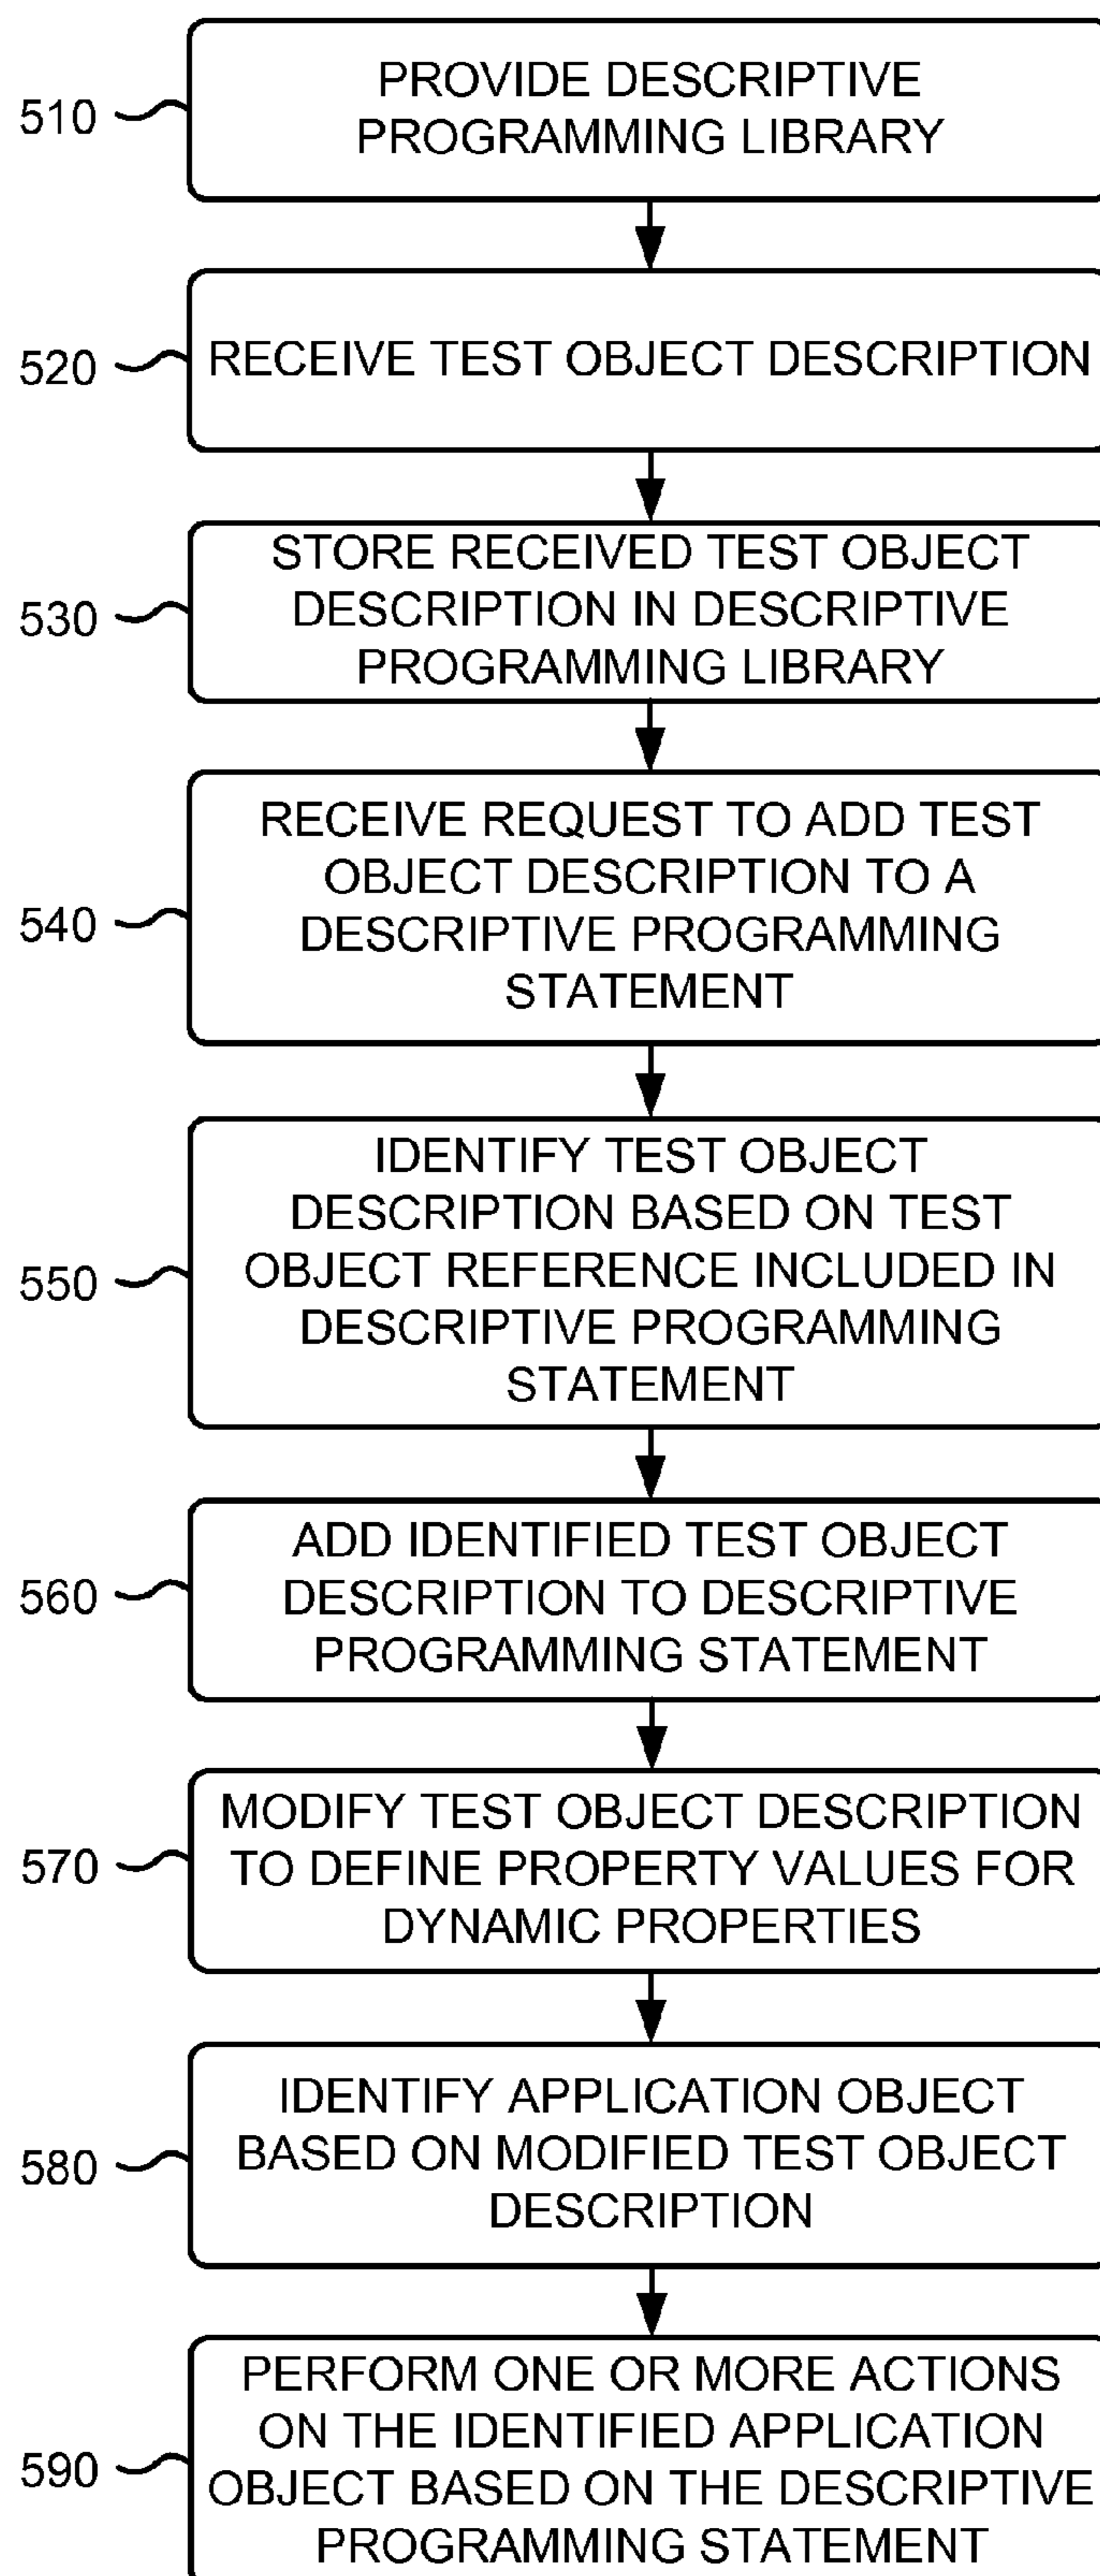 510
PROVIDE DESCRIPTIVE
PROGRAMMING LIBRARY
520
RECEIVE TEST OBJECT DESCRIPTION
530
STORE RECEIVED TEST OBJECT
DESCRIPTION IN DESCRIPTIVE
PROGRAMMING LIBRARY
540
RECEIVE REQUEST TO ADD TEST
OBJECT DESCRIPTION TO A
DESCRIPTIVE PROGRAMMING
STATEMENT
550
IDENTIFY TEST OBJECT
DESCRIPTION BASED ON TEST
OBJECT REFERENCE INCLUDED IN
DESCRIPTIVE PROGRAMMING
STATEMENT
560
ADD IDENTIFIED TEST OBJECT
DESCRIPTION TO DESCRIPTIVE
PROGRAMMING STATEMENT
570
MODIFY TEST OBJECT DESCRIPTION
TO DEFINE PROPERTY VALUES FOR
DYNAMIC PROPERTIES
580
IDENTIFY APPLICATION OBJECT
BASED ON MODIFIED TEST OBJECT
DESCRIPTION
590
PERFORM ONE OR MORE ACTIONS
ON THE IDENTIFIED APPLICATION
OBJECT BASED ON THE DESCRIPTIVE
PROGRAMMING STATEMENT